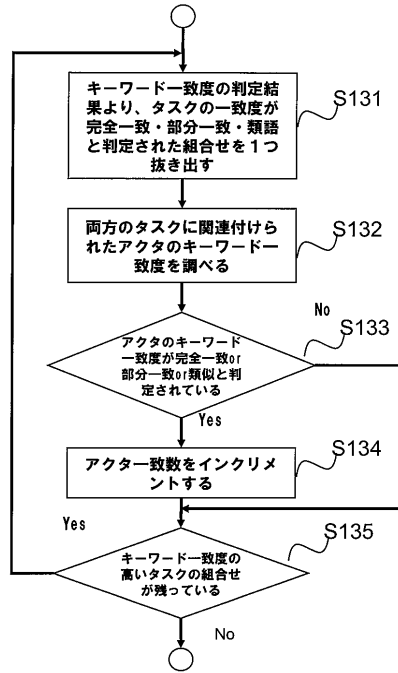 キーワード一致度の判定結
果より、タスクの一致度が
完全一致・部分一致・類語
と判定された組合せを１つ
抜き出す
S131
両方のタスクに関連付けら
れたアクタのキーワード一
致度を調べる
S132
No
S133
アクタのキーワード
一致度が完全一致or
部分一致or類似と判
定されている
Yes
S134
アクター致数をインクリメ
ントする
Yes
S135
キーワード一致度の
高いタスクの組合せ
が残っている
No